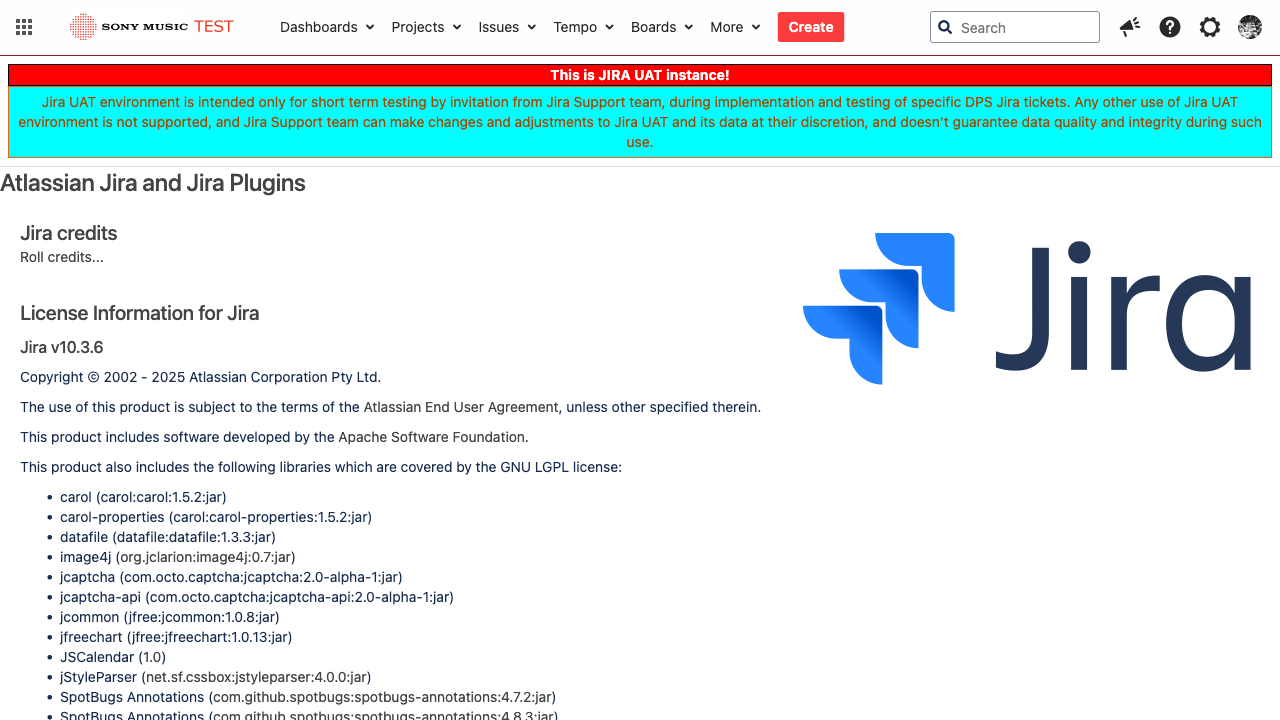 SONY MUSIC TEST
Dashboards Projects Issues Tempo Boards More Create Search
This is JIRA UAT instance!
Jira UAT environment is intended only for short term testing by invitation from Jira Support team, during implementation and testing of specific DPS Jira tickets. Any other use of Jira UAT
environment is not supported, and Jira Support team can make changes and adjustments to Jira UAT and its data at their discretion, and doesn't guarantee data quality and integrity during such
use.
Atlassian Jira and Jira Plugins
Jira credits
Roll credits...
Jira
License Information for Jira
Jira v10.3.6
Copyright © 2002 - 2025 Atlassian Corporation Pty Ltd.
The use of this product is subject to the terms of the Atlassian End User Agreement, unless other specified therein.
This product includes software developed by the Apache Software Foundation.
This product also includes the following libraries which are covered by the GNU LGPL license:
• carol (carol:carol:1.5.2:jar)
• carol-properties (carol:carol-properties:1.5.2:jar)
• datafile (datafile:datafile:1.3.3:jar)
• image4j (org.jclarion:image4j:0.7:jar)
• jcaptcha (com.octo.captcha:jcaptcha:2.0-alpha-1:jar)
• jcaptcha-api (com.octo.captcha:jcaptcha-api:2.0-alpha-1:jar)
• jcommon (jfree:jcommon:1.0.8:jar)
• jfreechart (jfree:jfreechart:1.0.13:jar)
• JSCalendar (1.0)
• jStyleParser (net.sf.cssbox:jstyleparser:4.0.0:jar)
• SpotBugs Annotations (com.github.spotbugs:spotbugs-annotations:4.7.2:jar)
• SpotBugs Annotations (com.github.spotbugs:spotbugs-annotations:4.8.3:jar)